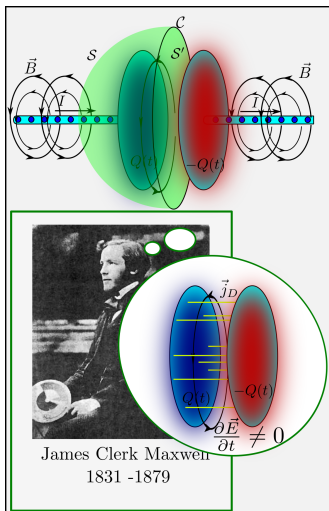 𝒞
𝒮 𝒮′
B⃗ I I B⃗
Q(t) −Q(t)
j⃗_D
Q(t) −Q(t)
∂E⃗/∂t ≠ 0
James Clerk Maxwell
1831 -1879